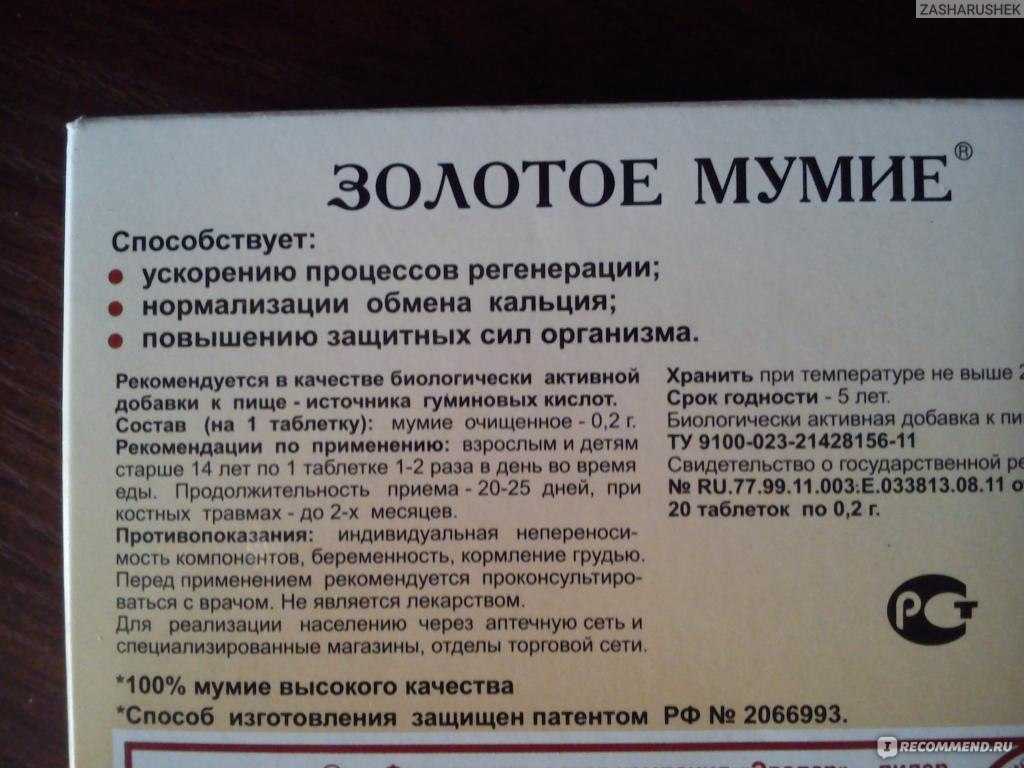 ZASHARUSHEK
ЗОЛОТОЕ МУМИЕ®
Способствует:
• ускорению процессов регенерации;
• нормализации обмена кальция;
• повышению защитных сил организма.
Рекомендуется в качестве биологически активной
добавки к пище - источника гуминовых кислот.
Состав (на 1 таблетку): мумие очищенное - 0,2 г.
Рекомендации по применению: взрослым и детям
старше 14 лет по 1 таблетке 1-2 раза в день во время
еды. Продолжительность приема - 20-25 дней, при
костных травмах - до 2-х месяцев.
Противопоказания: индивидуальная непереноси-
мость компонентов, беременность, кормление грудью.
Перед применением рекомендуется проконсультиро-
ваться с врачом. Не является лекарством.
Для реализации населению через аптечную сеть и
специализированные магазины, отделы торговой сети.
Хранить при температуре не выше 2
Срок годности - 5 лет.
Биологически активная добавка к пи
ТУ 9100-023-21428156-11
Свидетельство о государственной ре
№ RU.77.99.11.003.Е.033813.08.11 о
20 таблеток по 0,2 г.
РСТ
*100% мумие высокого качества
*Способ изготовления защищен патентом РФ № 2066993.
IRECOMMEND.RU